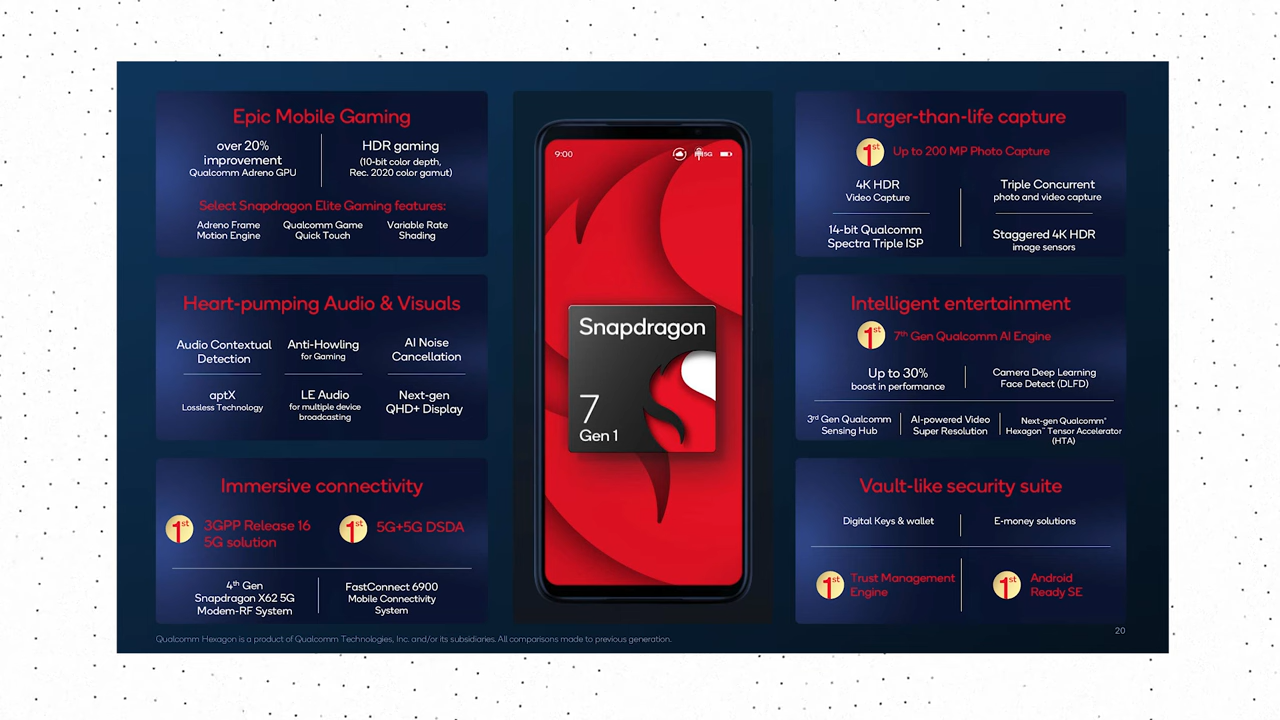 Epic Mobile Gaming
over 20%
improvement
Qualcomm Adreno GPU
HDR gaming
(10-bit color depth,
Rec. 2020 color gamut)
Select Snapdragon Elite Gaming features:
Adreno Frame
Motion Engine
Qualcomm Game
Quick Touch
Variable Rate
Shading
Heart-pumping Audio & Visuals
Audio Contextual
Detection
Anti-Howling
for Gaming
AI Noise
Cancellation
aptX
Lossless Technology
LE Audio
for multiple device
broadcasting
Next-gen
QHD+ Display
Immersive connectivity
1st
3GPP Release 16
5G solution
1st
5G+5G DSDA
4th Gen
Snapdragon X62 5G
Modem-RF System
FastConnect 6900
Mobile Connectivity
System
9:00
5G
Snapdragon
7
Gen 1
Larger-than-life capture
1st
Up to 200 MP Photo Capture
4K HDR
Video Capture
Triple Concurrent
photo and video capture
14-bit Qualcomm
Spectra Triple ISP
Staggered 4K HDR
image sensors
Intelligent entertainment
1st
7th Gen Qualcomm AI Engine
Up to 30%
boost in performance
Camera Deep Learning
Face Detect (DLFD)
3rd Gen Qualcomm
Sensing Hub
AI-powered Video
Super Resolution
Next-gen Qualcomm®
Hexagon™ Tensor Accelerator
(HTA)
Vault-like security suite
Digital Keys & wallet
E-money solutions
1st
Trust Management
Engine
1st
Android
Ready SE
Qualcomm Hexagon is a product of Qualcomm Technologies, Inc. and/or its subsidiaries. All comparisons made to previous generation.
20